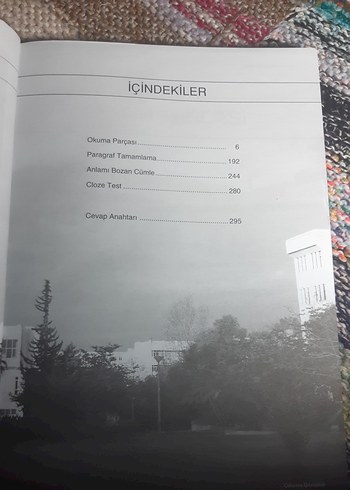 İÇİNDEKİLER
Okuma Parçası 6
Paragraf Tamamlama 192
Anlamı Bozan Cümle 244
Cloze Test 280
Cevap Anahtarı 295